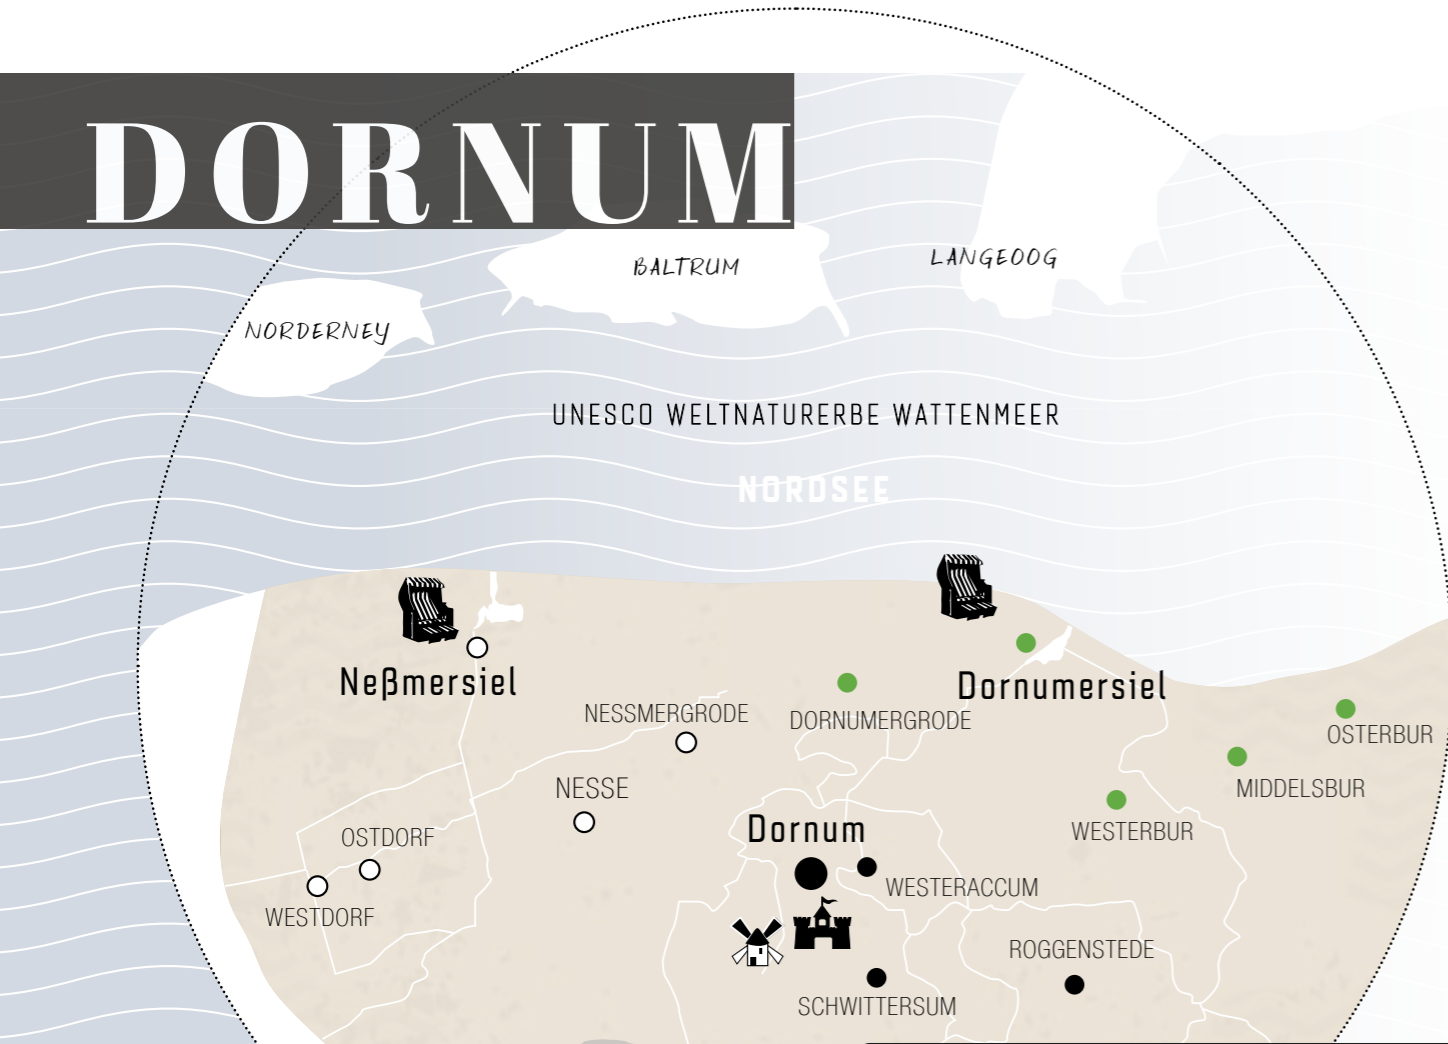 DORNUM
BALTRUM
LANGEOOG
NORDERNEY
UNESCO WELTNATURERBE WATTENMEER
NORDSEE
Neßmersiel
Dornumersiel
NESSMERGRODE
DORNUMERGRODE
OSTERBUR
NESSE
MIDDELSBUR
OSTDORF
Dornum
WESTERBUR
WESTERACCUM
WESTDORF
ROGGENSTEDE
SCHWITTERSUM